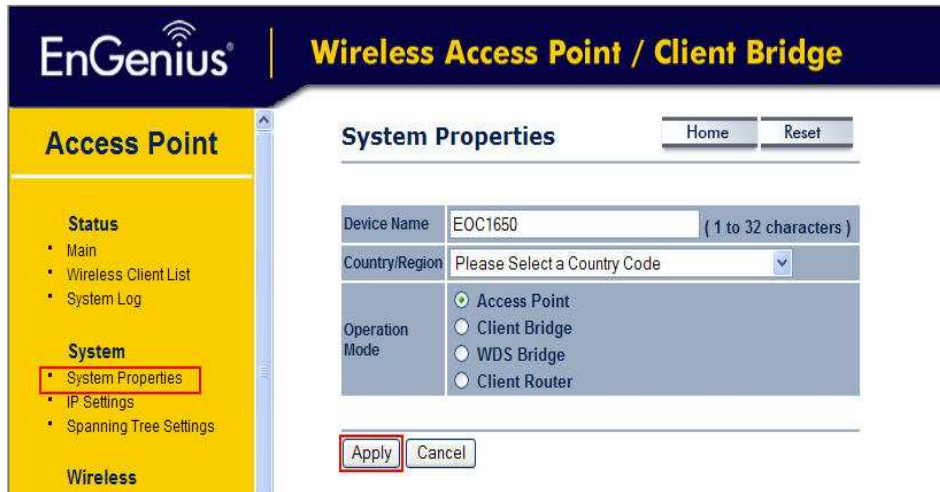 EnGenius® Wireless Access Point / Client Bridge
Access Point
Status
Main
Wireless Client List
System Log
System
System Properties
IP Settings
Spanning Tree Settings
Wireless
System Properties
Home Reset
Device Name EOC1650 ( 1 to 32 characters )
Country/Region Please Select a Country Code
Operation Mode
Access Point
Client Bridge
WDS Bridge
Client Router
Apply Cancel